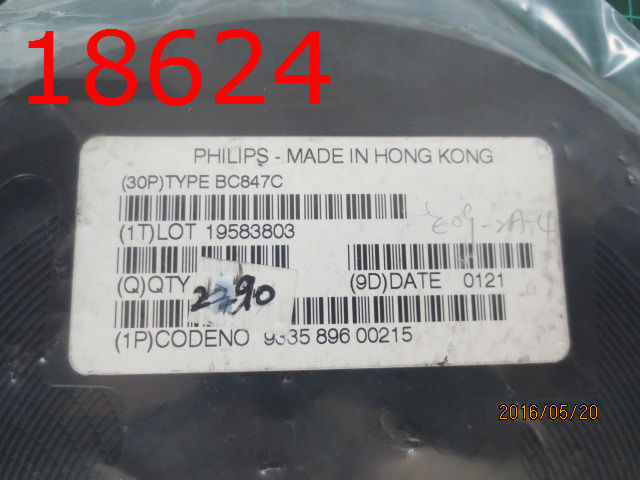 18624
PHILIPS - MADE IN HONG KONG
(30P)TYPE BC847C
(1T)LOT 19583803
(Q)QTY
(9D)DATE 0121
(1P)CODENO 9335 896 00215
2016/05/20